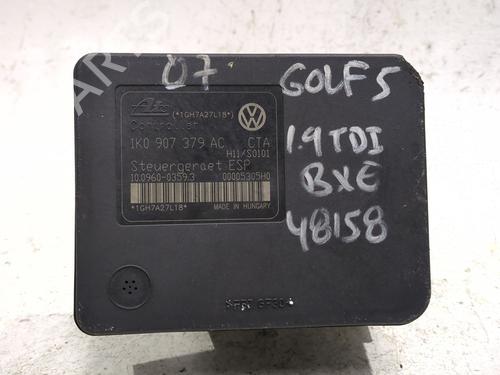 07
GOLF 5
Ate
(*1GH7A27L18*)
Controller
1K0 907 379 AC CTA
H11/S0101
Steuergeraet ESP
10.0960-0359.3 00005305H0
*1GH7A27L18*
MADE IN HUNGARY
1.9 TDI
BXE
48158